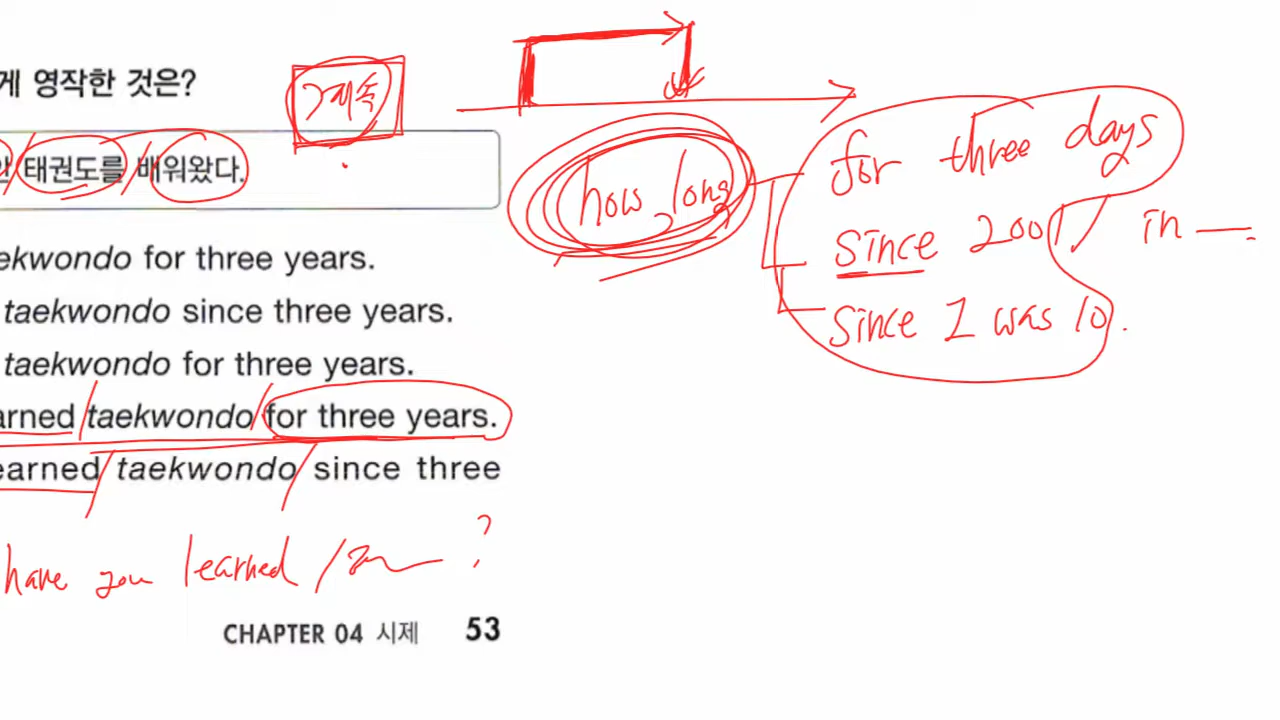 게 영작한 것은?
계속
태권도를 배워왔다.
how long
for three days
since 2001 / in
since I was 10.
ekwondo for three years.
taekwondo since three years.
taekwondo for three years.
arned taekwondo for three years.
earned taekwondo since three
have you learned / ?
CHAPTER 04 시제 53